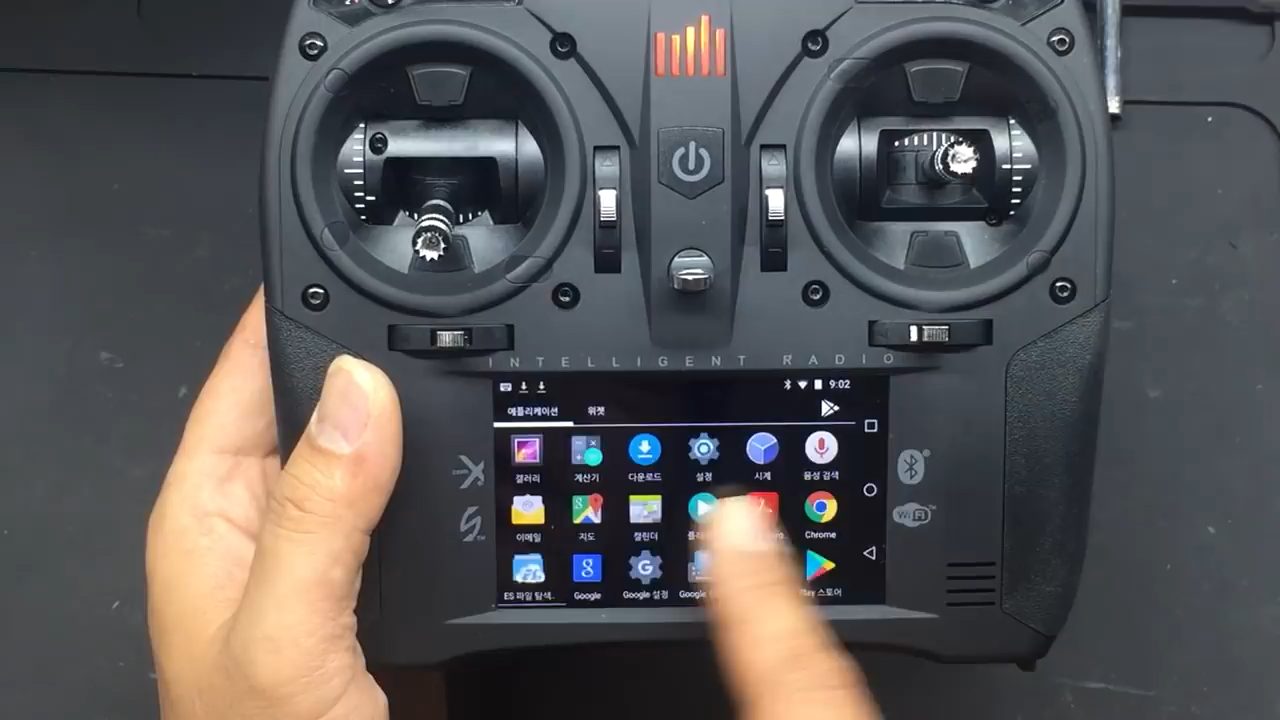 INTELLIGENT RADIO
9:02
애플리케이션 위젯
갤러리 계산기 다운로드 설정 시계 음성 검색
이메일 지도 캘린더 Chrome
ES 파일 탐색.. Google Google 설정 Google Play 스토어
WiFi